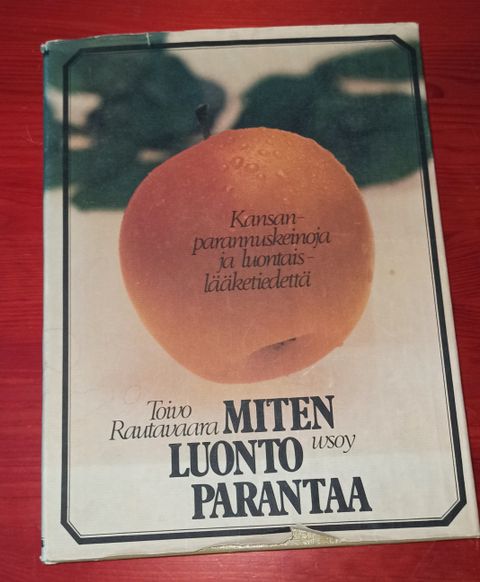 Kansan-
parannuskeinoja
ja luontais-
lääketiedettä
Toivo
Rautavaara MITEN
LUONTO wsoy
PARANTAA